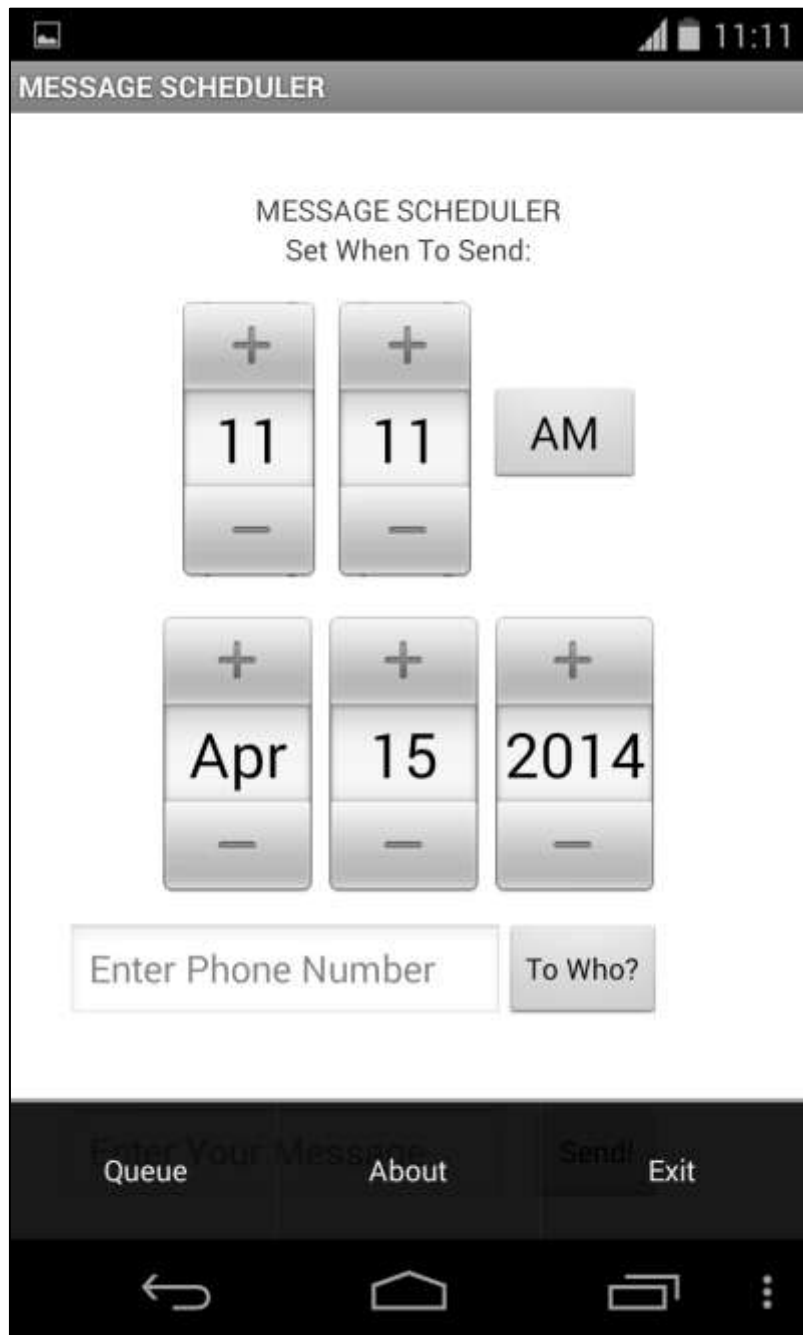 11:11
MESSAGE SCHEDULER
MESSAGE SCHEDULER
Set When To Send:
+ +
11 11 AM
− −
+ + +
Apr 15 2014
− − −
Enter Phone Number To Who?
Enter Your Message... Send!
Queue About Exit